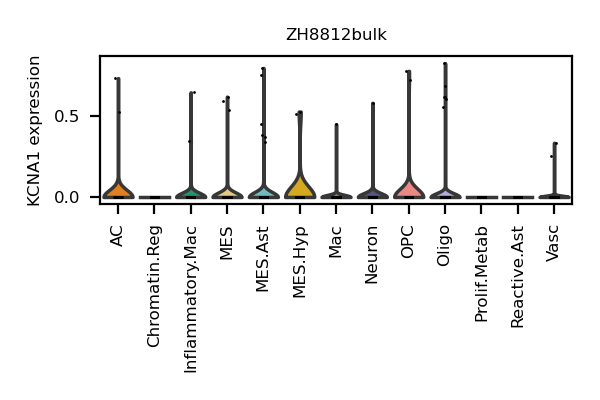 ZH8812bulk
KCNA1 expression
0.5
0.0
AC
Chromatin.Reg
Inflammatory.Mac
MES
MES.Ast
MES.Hyp
Mac
Neuron
OPC
Oligo
Prolif.Metab
Reactive.Ast
Vasc